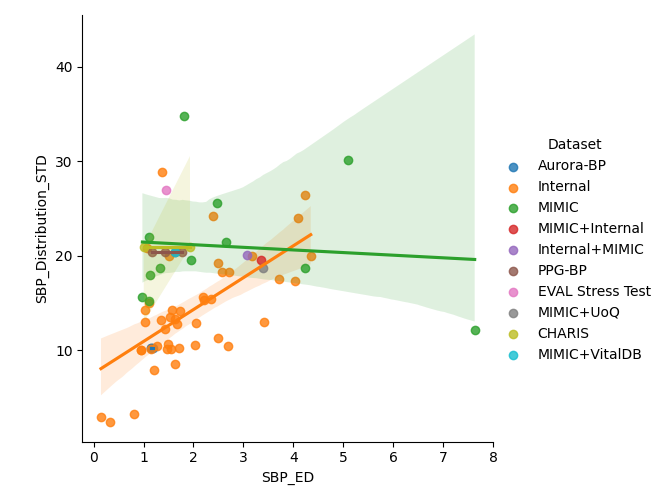 SBP_Distribution_STD
40
30
20
10
0 1 2 3 4 5 6 7 8
SBP_ED
Dataset
Aurora-BP
Internal
MIMIC
MIMIC+Internal
Internal+MIMIC
PPG-BP
EVAL Stress Test
MIMIC+UoQ
CHARIS
MIMIC+VitalDB